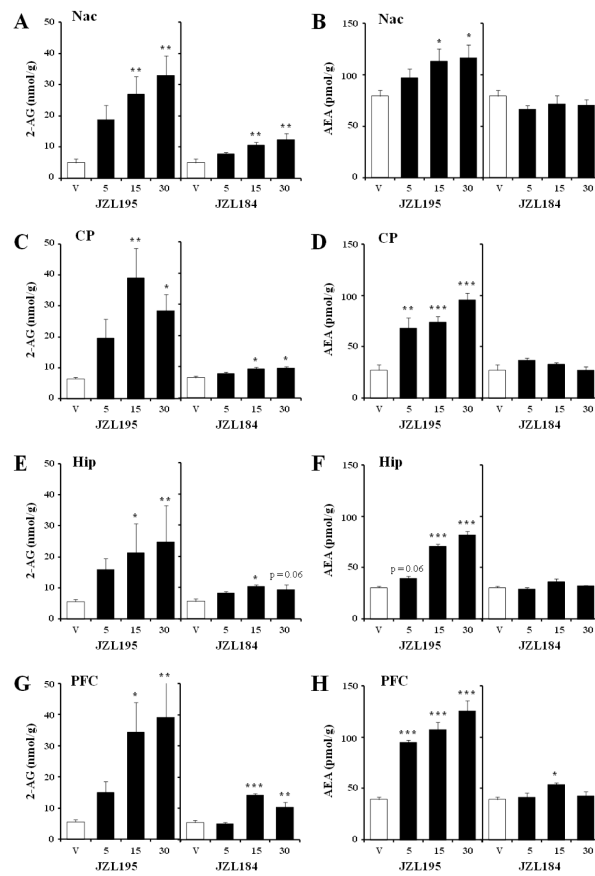 A Nac
2-AG (nmol/g)
50
40
30
20
10
0
** ** ** **
V 5 15 30 V 5 15 30
JZL195 JZL184
B Nac
AEA (pmol/g)
150
100
50
0
* *
V 5 15 30 V 5 15 30
JZL195 JZL184
C CP
2-AG (nmol/g)
50
40
30
20
10
0
** * * *
V 5 15 30 V 5 15 30
JZL195 JZL184
D CP
AEA (pmol/g)
150
100
50
0
** *** ***
V 5 15 30 V 5 15 30
JZL195 JZL184
E Hip
2-AG (nmol/g)
50
40
30
20
10
0
* ** * p = 0.06
V 5 15 30 V 5 15 30
JZL195 JZL184
F Hip
AEA (pmol/g)
150
100
50
0
p = 0.06 *** ***
V 5 15 30 V 5 15 30
JZL195 JZL184
G PFC
2-AG (nmol/g)
50
40
30
20
10
0
* ** *** **
V 5 15 30 V 5 15 30
JZL195 JZL184
H PFC
AEA (pmol/g)
150
100
50
0
*** *** *** *
V 5 15 30 V 5 15 30
JZL195 JZL184